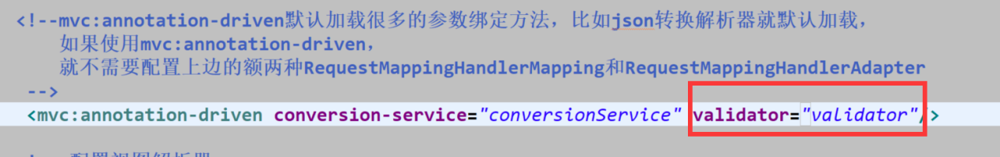 <!--mvc:annotation-driven默认加载很多的参数绑定方法，比如json转换解析器就默认加载，
如果使用mvc:annotation-driven，
就不需要配置上边的额两种RequestMappingHandlerMapping和RequestMappingHandlerAdapter
-->
<mvc:annotation-driven conversion-service="conversionService" validator="validator"/>